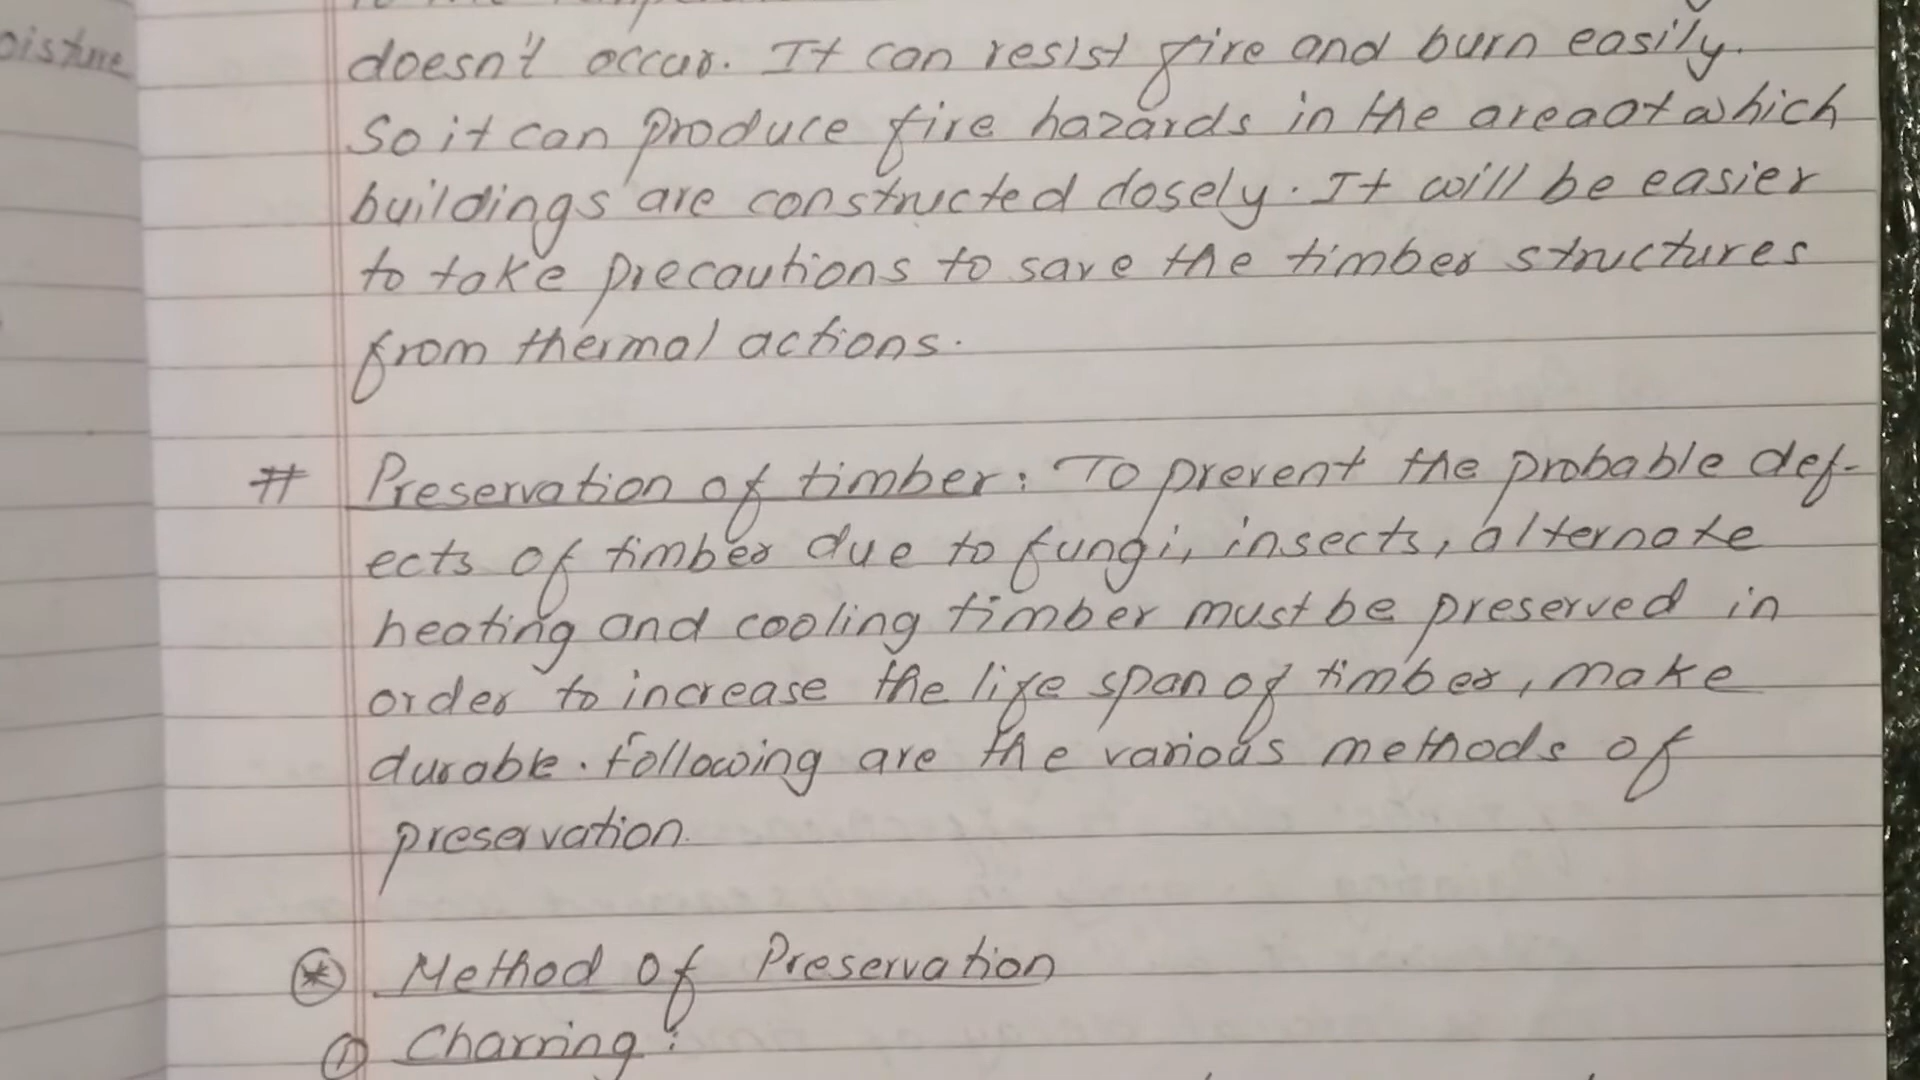 oisture
doesn't occur. It can resist fire and burn easily.
So it can produce fire hazards in the area at which
buildings are constructed closely. It will be easier
to take precautions to save the timber structures
from thermal actions.
# Preservation of timber: To prevent the probable def-
ects of timber due to fungi, insects, alternate
heating and cooling timber must be preserved in
order to increase the life span of timber, make
durable. Following are the various methods of
preservation.
* Method of Preservation
① Charring: